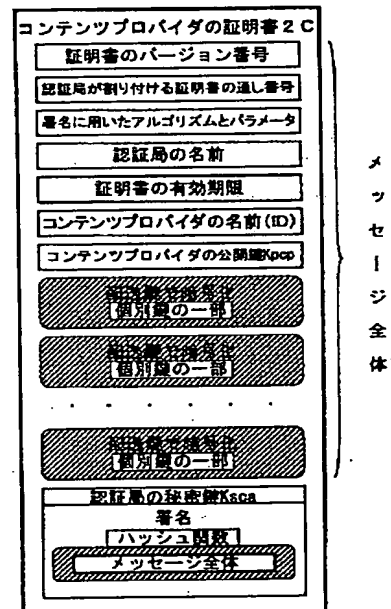 コンテンツプロバイダの証明書2C
証明書のバージョン番号
認証局が割り付ける証明書の通し番号
署名に用いたアルゴリズムとパラメータ
認証局の名前
証明書の有効期限
コンテンツプロバイダの名前(ID)
コンテンツプロバイダの公開鍵Kpcp
個別鍵の一部
個別鍵の一部
・・・・・・・
個別鍵の一部
認証局の秘密鍵Ksca
署名
ハッシュ関数
メッセージ全体
メッセージ全体